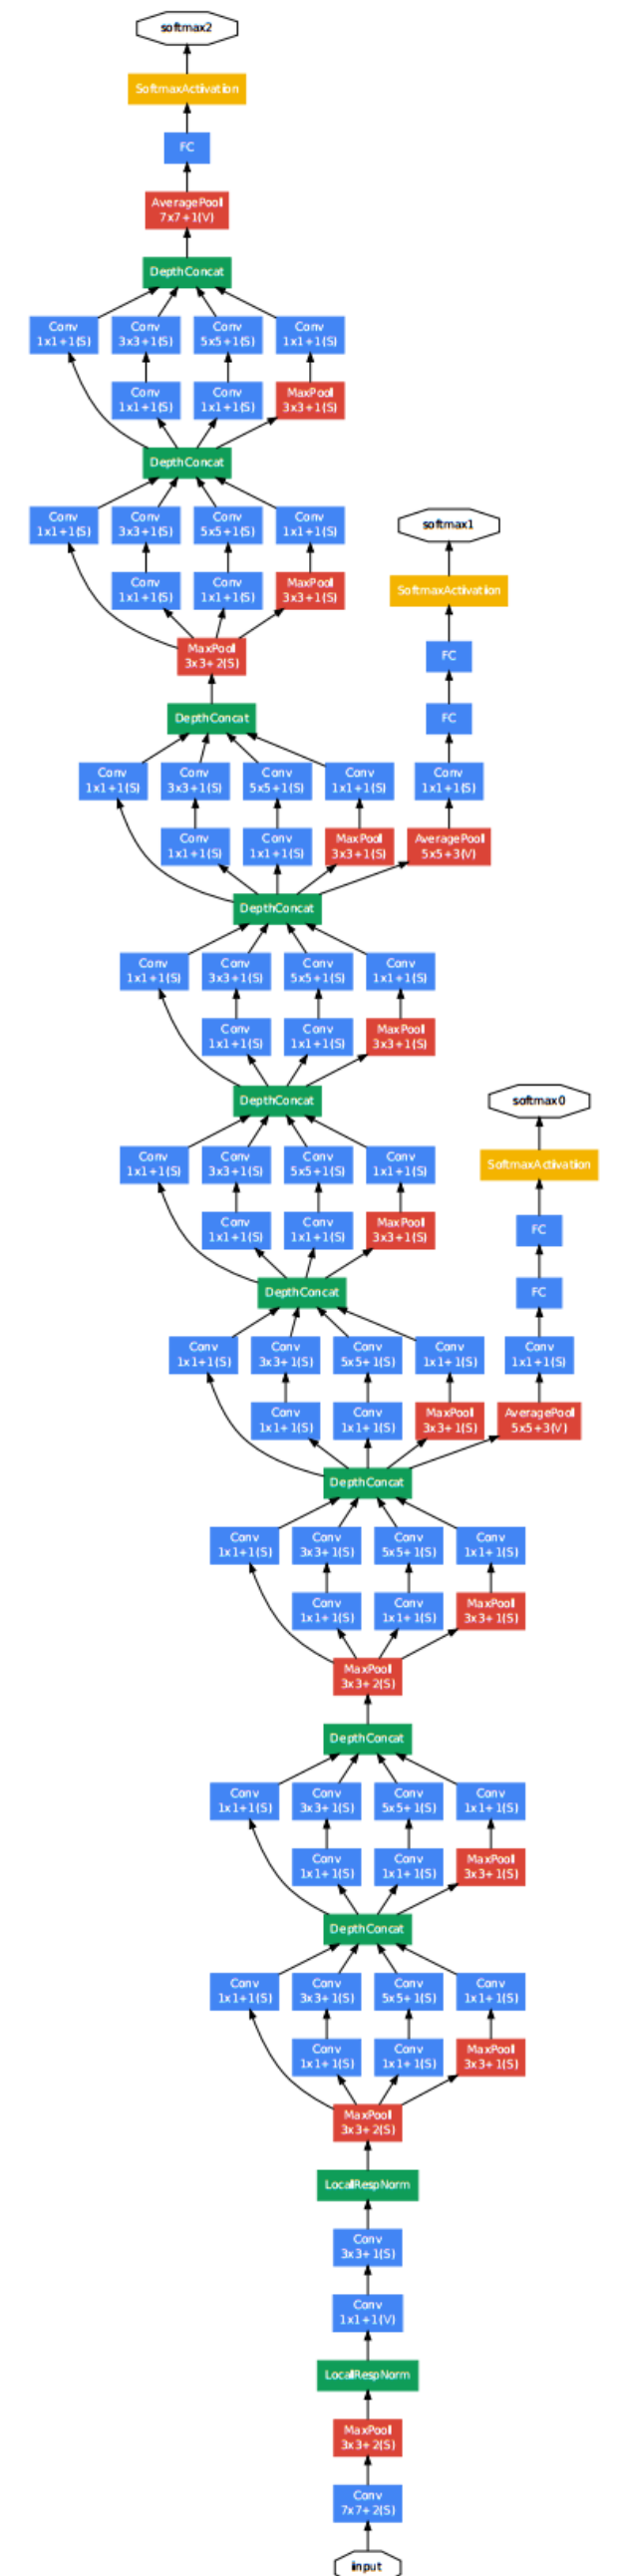 softmax2
SoftmaxActivation
FC
AveragePool
7x7+1(V)
DepthConcat
Conv Conv Conv Conv
1x1+1(S) 3x3+1(S) 5x5+1(S) 1x1+1(S)
Conv Conv MaxPool
1x1+1(S) 1x1+1(S) 3x3+1(S)
DepthConcat
Conv Conv Conv Conv
1x1+1(S) 3x3+1(S) 5x5+1(S) 1x1+1(S)
softmax1
Conv Conv MaxPool
1x1+1(S) 1x1+1(S) 3x3+1(S)
SoftmaxActivation
MaxPool
3x3+2(S)
FC
DepthConcat
FC
Conv Conv Conv Conv Conv
1x1+1(S) 3x3+1(S) 5x5+1(S) 1x1+1(S) 1x1+1(S)
Conv Conv MaxPool AveragePool
1x1+1(S) 1x1+1(S) 3x3+1(S) 5x5+3(V)
DepthConcat
Conv Conv Conv Conv
1x1+1(S) 3x3+1(S) 5x5+1(S) 1x1+1(S)
Conv Conv MaxPool
1x1+1(S) 1x1+1(S) 3x3+1(S)
DepthConcat
softmax0
Conv Conv Conv Conv
1x1+1(S) 3x3+1(S) 5x5+1(S) 1x1+1(S)
SoftmaxActivation
Conv Conv MaxPool
1x1+1(S) 1x1+1(S) 3x3+1(S)
FC
DepthConcat
FC
Conv Conv Conv Conv Conv
1x1+1(S) 3x3+1(S) 5x5+1(S) 1x1+1(S) 1x1+1(S)
Conv Conv MaxPool AveragePool
1x1+1(S) 1x1+1(S) 3x3+1(S) 5x5+3(V)
DepthConcat
Conv Conv Conv Conv
1x1+1(S) 3x3+1(S) 5x5+1(S) 1x1+1(S)
Conv Conv MaxPool
1x1+1(S) 1x1+1(S) 3x3+1(S)
MaxPool
3x3+2(S)
DepthConcat
Conv Conv Conv Conv
1x1+1(S) 3x3+1(S) 5x5+1(S) 1x1+1(S)
Conv Conv MaxPool
1x1+1(S) 1x1+1(S) 3x3+1(S)
DepthConcat
Conv Conv Conv Conv
1x1+1(S) 3x3+1(S) 5x5+1(S) 1x1+1(S)
Conv Conv MaxPool
1x1+1(S) 1x1+1(S) 3x3+1(S)
MaxPool
3x3+2(S)
LocalRespNorm
Conv
3x3+1(S)
Conv
1x1+1(V)
LocalRespNorm
MaxPool
3x3+2(S)
Conv
7x7+2(S)
input